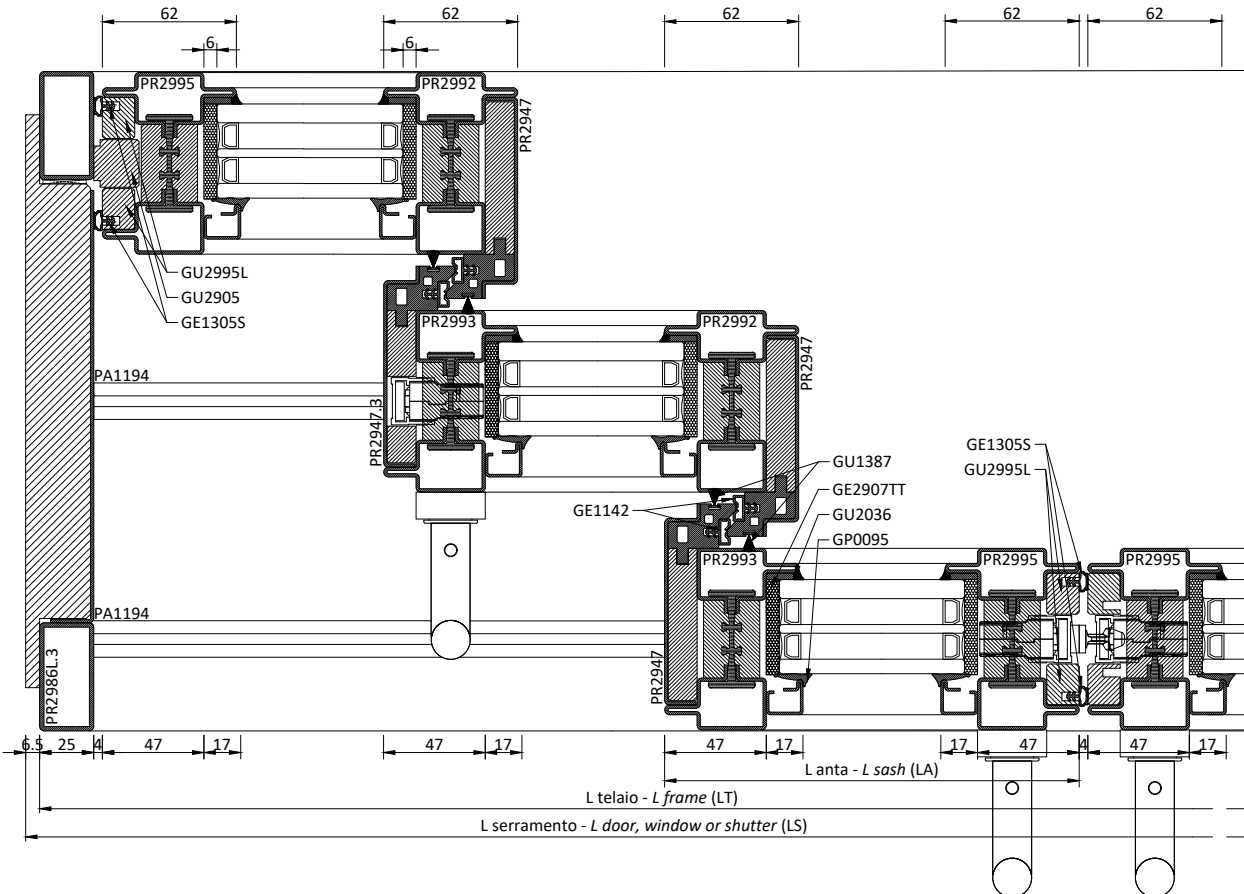 62
62
62
62
62
6
6
PR2995
PR2992
PR2947
GU2995L
GU2905
GE1305S
PR2993
PR2992
PR2947
PA1194
PR2947.3
GE1305S
GU2995L
GU1387
GE2907TT
GE1142
GU2036
GP0095
PR2993
PR2995
PR2995
PA1194
PR2986L.3
PR2947
6.5
25
4
47
17
47
17
47
17
17
47
4
47
17
L anta - L sash (LA)
L telaio - L frame (LT)
L serramento - L door, window or shutter (LS)